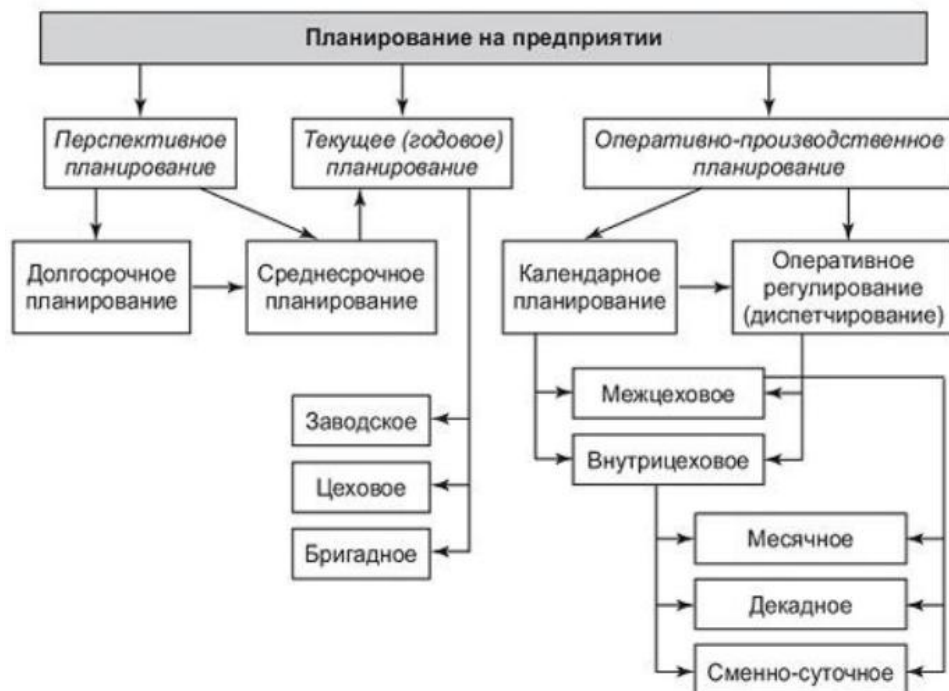 Планирование на предприятии
Перспективное
планирование
Текущее (годовое)
планирование
Оперативно-производственное
планирование
Долгосрочное
планирование
Среднесрочное
планирование
Календарное
планирование
Оперативное
регулирование
(диспетчирование)
Межцеховое
Заводское
Внутрицеховое
Цеховое
Месячное
Бригадное
Декадное
Сменно-суточное